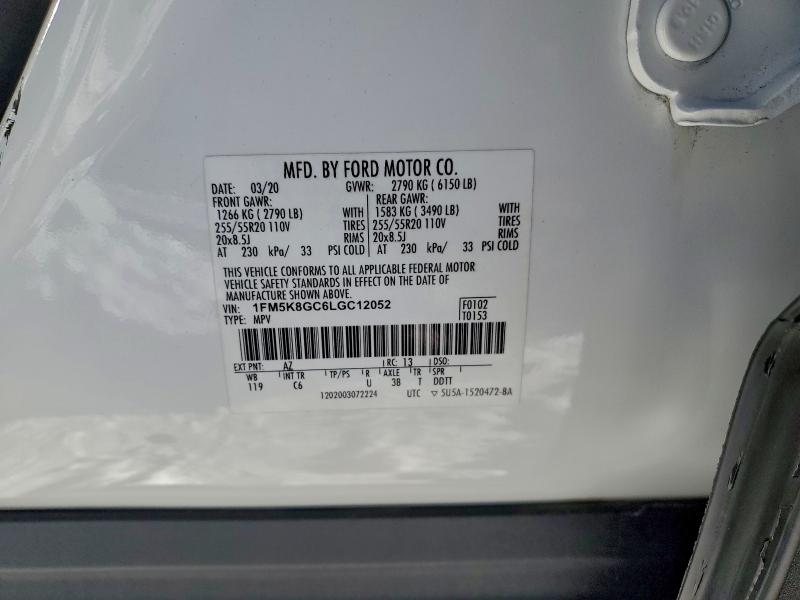 MFD. BY FORD MOTOR CO.
DATE: 03/20 GVWR: 2790 KG ( 6150 LB)
FRONT GAWR: REAR GAWR:
1266 KG ( 2790 LB) WITH 1583 KG ( 3490 LB) WITH
255/55R20 110V TIRES 255/55R20 110V TIRES
20x8.5J RIMS 20x8.5J RIMS
AT 230 kPa/ 33 PSI COLD AT 230 kPa/ 33 PSI COLD
THIS VEHICLE CONFORMS TO ALL APPLICABLE FEDERAL MOTOR
VEHICLE SAFETY STANDARDS IN EFFECT ON THE DATE OF
MANUFACTURE SHOWN ABOVE.
VIN: 1FM5K8GC6LGC12052 F0102
TYPE: MPV T0153
EXT PNT: AZ RC: 13 DSO:
WB INT TR TP/PS R AXLE TR SPR
119 C6 U 3B T DDTT
1202003072224 UTC ▽ 5U5A-1520472-BA